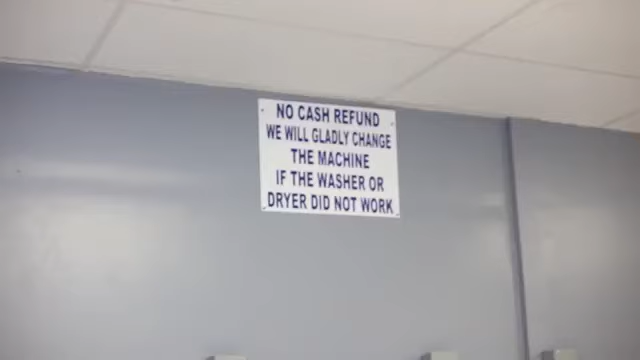 NO CASH REFUND
WE WILL GLADLY CHANGE
THE MACHINE
IF THE WASHER OR
DRYER DID NOT WORK